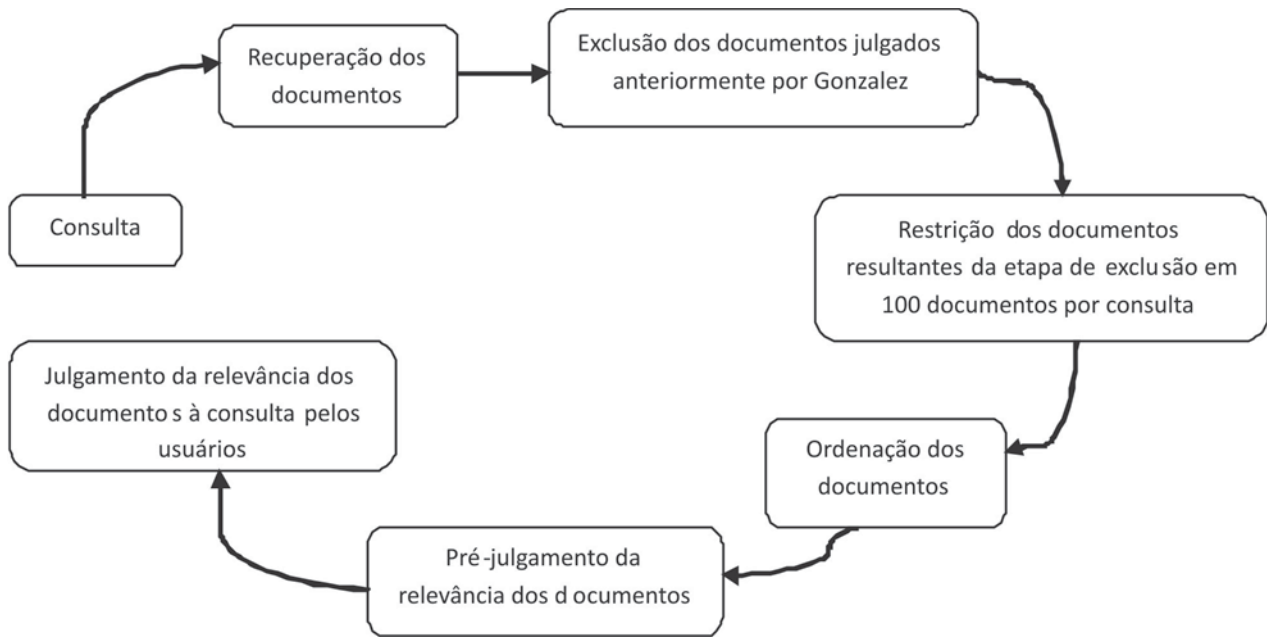 Consulta
Recuperação dos
documentos
Exclusão dos documentos julgados
anteriormente por Gonzalez
Restrição dos documentos
resultantes da etapa de exclusão em
100 documentos por consulta
Ordenação dos
documentos
Pré-julgamento da
relevância dos documentos
Julgamento da relevância dos
documentos à consulta pelos
usuários